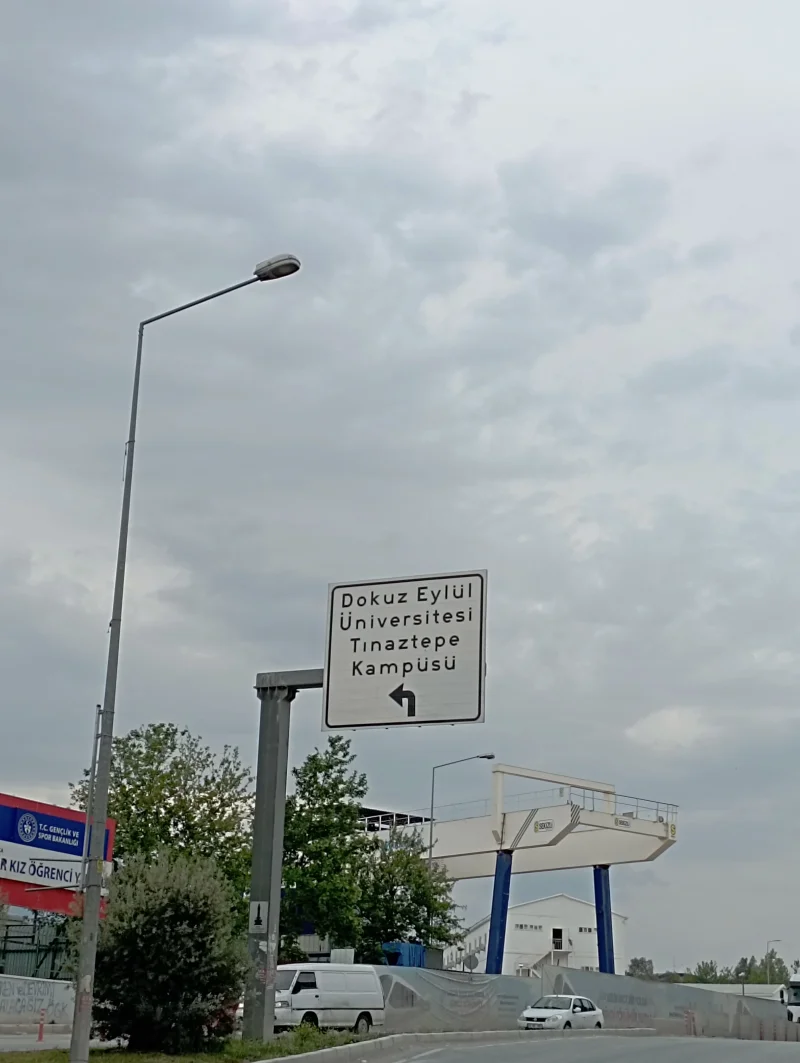 Dokuz Eylül
Üniversitesi
Tınaztepe
Kampüsü
T.C. GENÇLİK VE
SPOR BAKANLIĞI
R KIZ ÖĞRENCİ Y